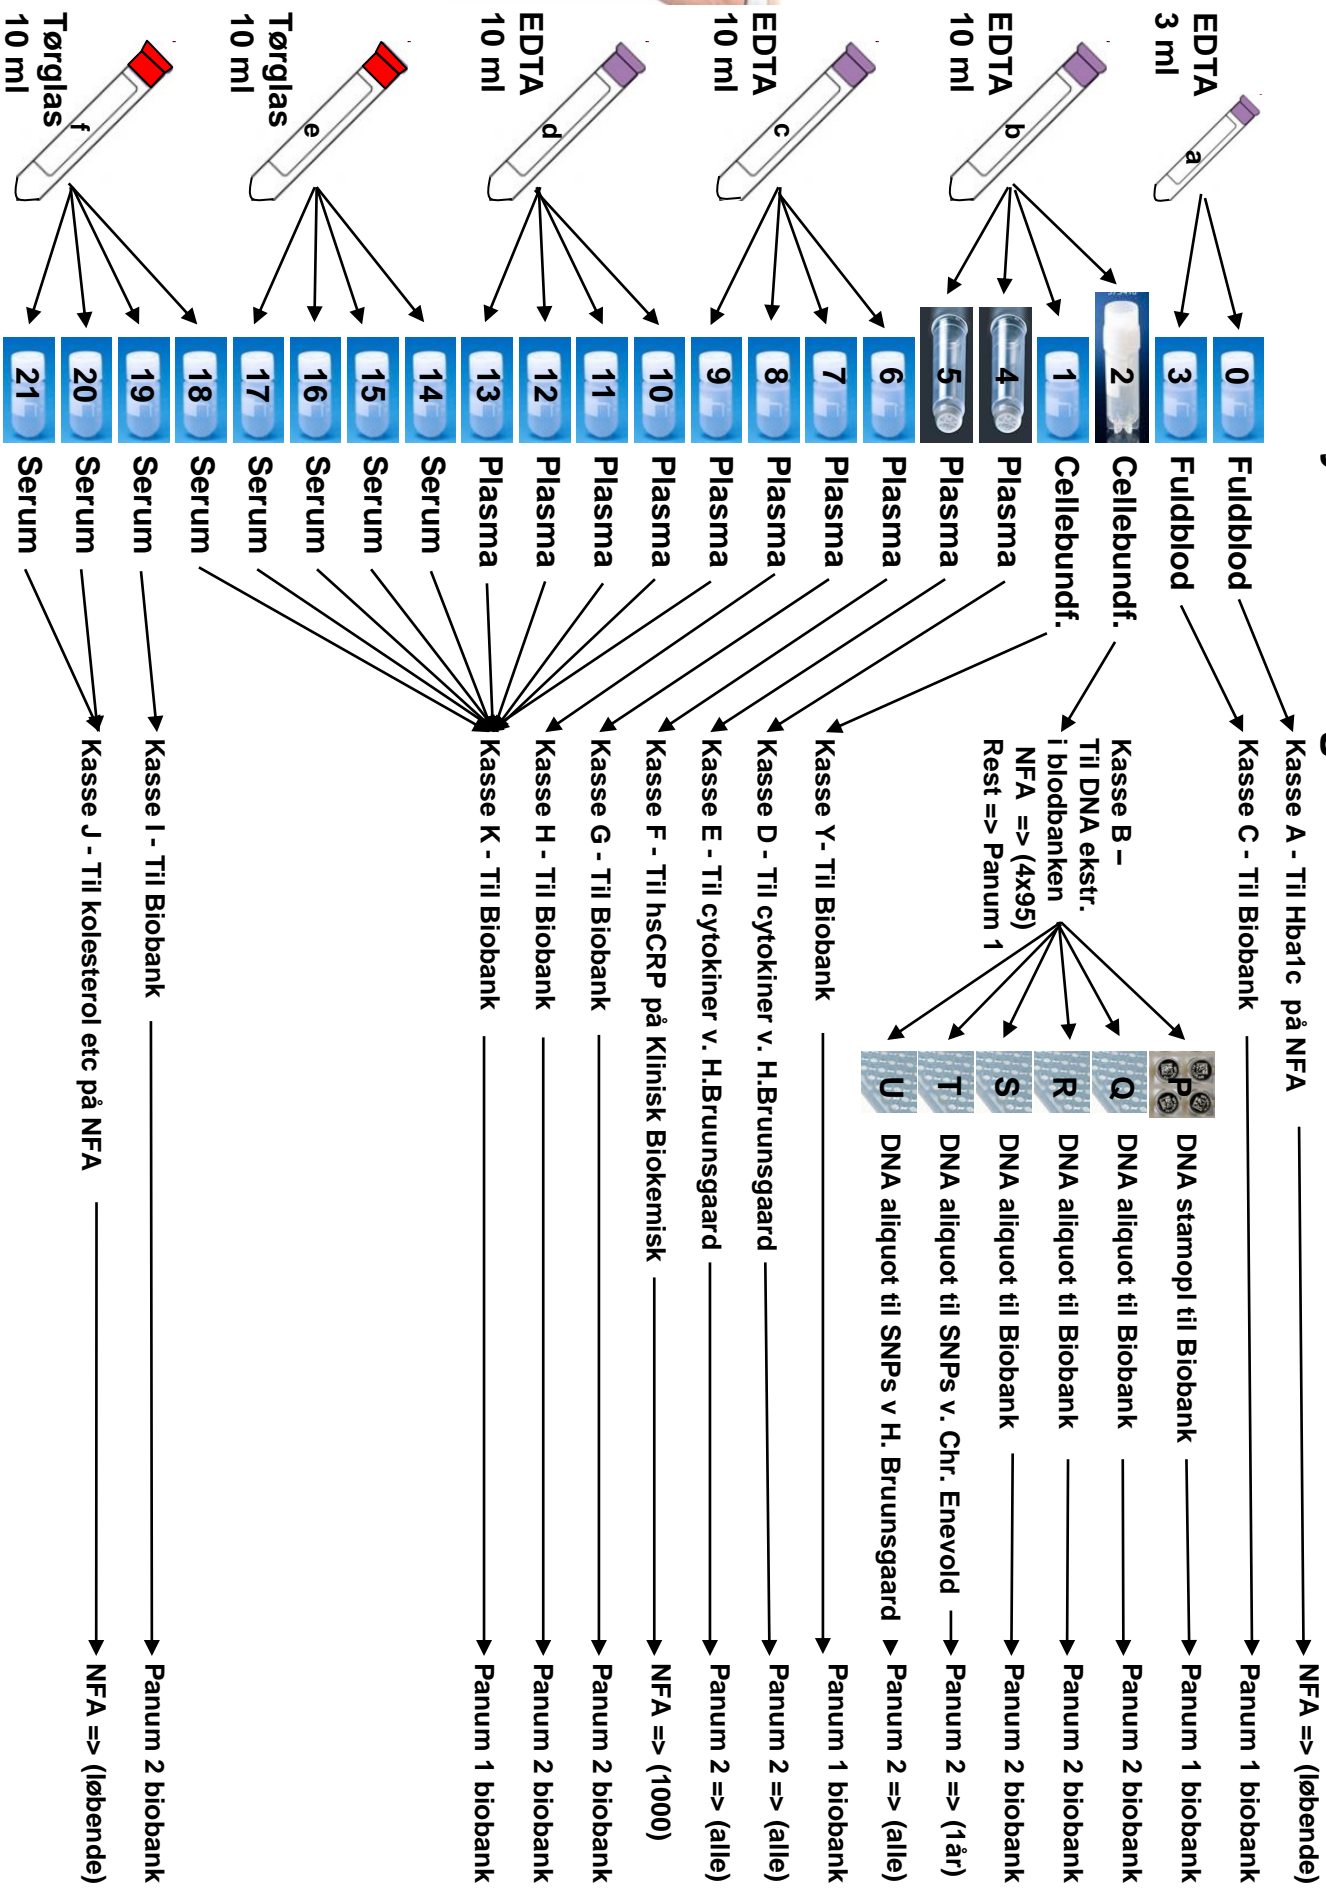 EDTA
3 ml
a
EDTA
10 ml
b
EDTA
10 ml
c
EDTA
10 ml
d
Tørglas
10 ml
e
Tørglas
10 ml
f
0 Fuldblod
3 Fuldblod
2 Cellebundf.
1 Cellebundf.
4 Plasma
5 Plasma
6 Plasma
7 Plasma
8 Plasma
9 Plasma
10 Plasma
11 Plasma
12 Plasma
13 Plasma
14 Serum
15 Serum
16 Serum
17 Serum
18 Serum
19 Serum
20 Serum
21 Serum
Kasse A - Til Hba1c på NFA NFA => (løbende)
Kasse C - Til Biobank Panum 1 biobank
Kasse B –
Til DNA ekstr.
i blodbanken
NFA => (4x95)
Rest => Panum 1
P DNA stamopl til Biobank Panum 1 biobank
Q DNA aliquot til Biobank Panum 2 biobank
R DNA aliquot til Biobank Panum 2 biobank
S DNA aliquot til Biobank Panum 2 biobank
T DNA aliquot til SNPs v. Chr. Enevold Panum 2 => (1år)
U DNA aliquot til SNPs v H. Bruunsgaard Panum 2 => (alle)
Kasse Y- Til Biobank Panum 1 biobank
Kasse D - Til cytokiner v. H.Bruunsgaard Panum 2 => (alle)
Kasse E - Til cytokiner v. H.Bruunsgaard Panum 2 => (alle)
Kasse F - Til hsCRP på Klinisk Biokemisk NFA => (1000)
Kasse G - Til Biobank Panum 2 biobank
Kasse H - Til Biobank Panum 2 biobank
Kasse K - Til Biobank Panum 1 biobank
Kasse I - Til Biobank Panum 2 biobank
Kasse J - Til kolesterol etc på NFA NFA => (løbende)